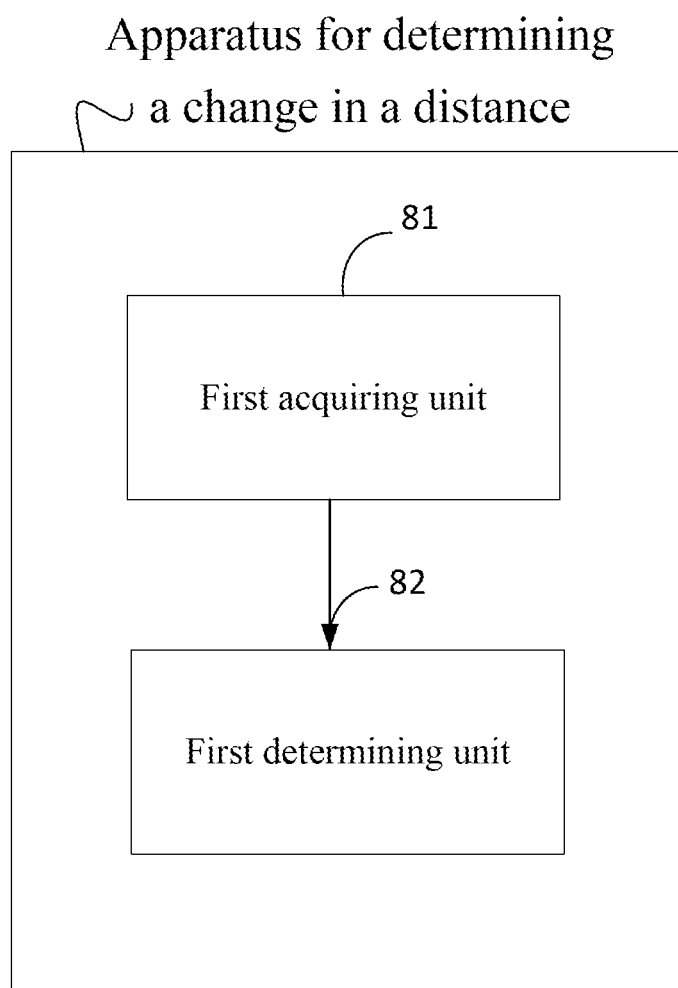 Apparatus for determining
a change in a distance
81
First acquiring unit
82
First determining unit